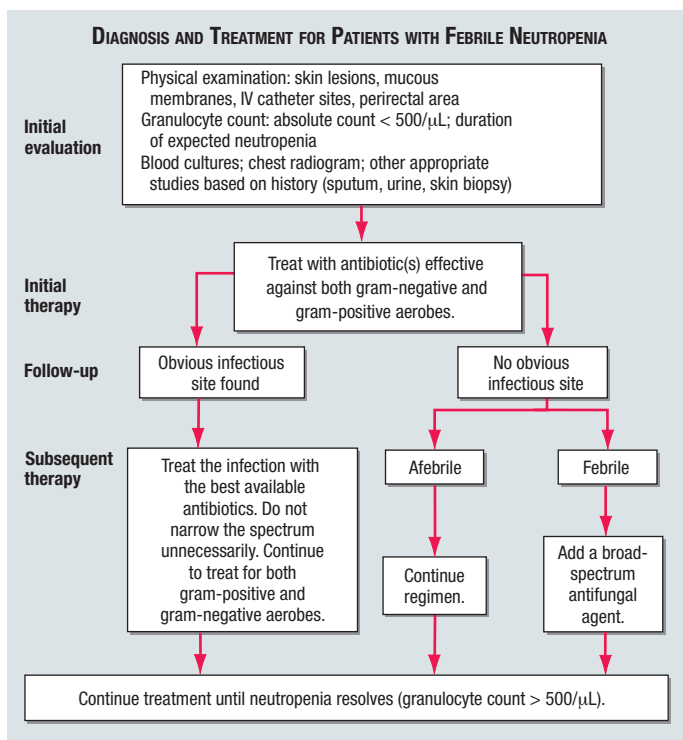 DIAGNOSIS AND TREATMENT FOR PATIENTS WITH FEBRILE NEUTROPENIA
Initial
evaluation
Physical examination: skin lesions, mucous
membranes, IV catheter sites, perirectal area
Granulocyte count: absolute count < 500/μL; duration
of expected neutropenia
Blood cultures; chest radiogram; other appropriate
studies based on history (sputum, urine, skin biopsy)
Initial
therapy
Treat with antibiotic(s) effective
against both gram-negative and
gram-positive aerobes.
Follow-up
Obvious infectious
site found
No obvious
infectious site
Subsequent
therapy
Treat the infection with
the best available
antibiotics. Do not
narrow the spectrum
unnecessarily. Continue
to treat for both
gram-positive and
gram-negative aerobes.
Afebrile
Febrile
Continue
regimen.
Add a broad-
spectrum
antifungal
agent.
Continue treatment until neutropenia resolves (granulocyte count > 500/μL).